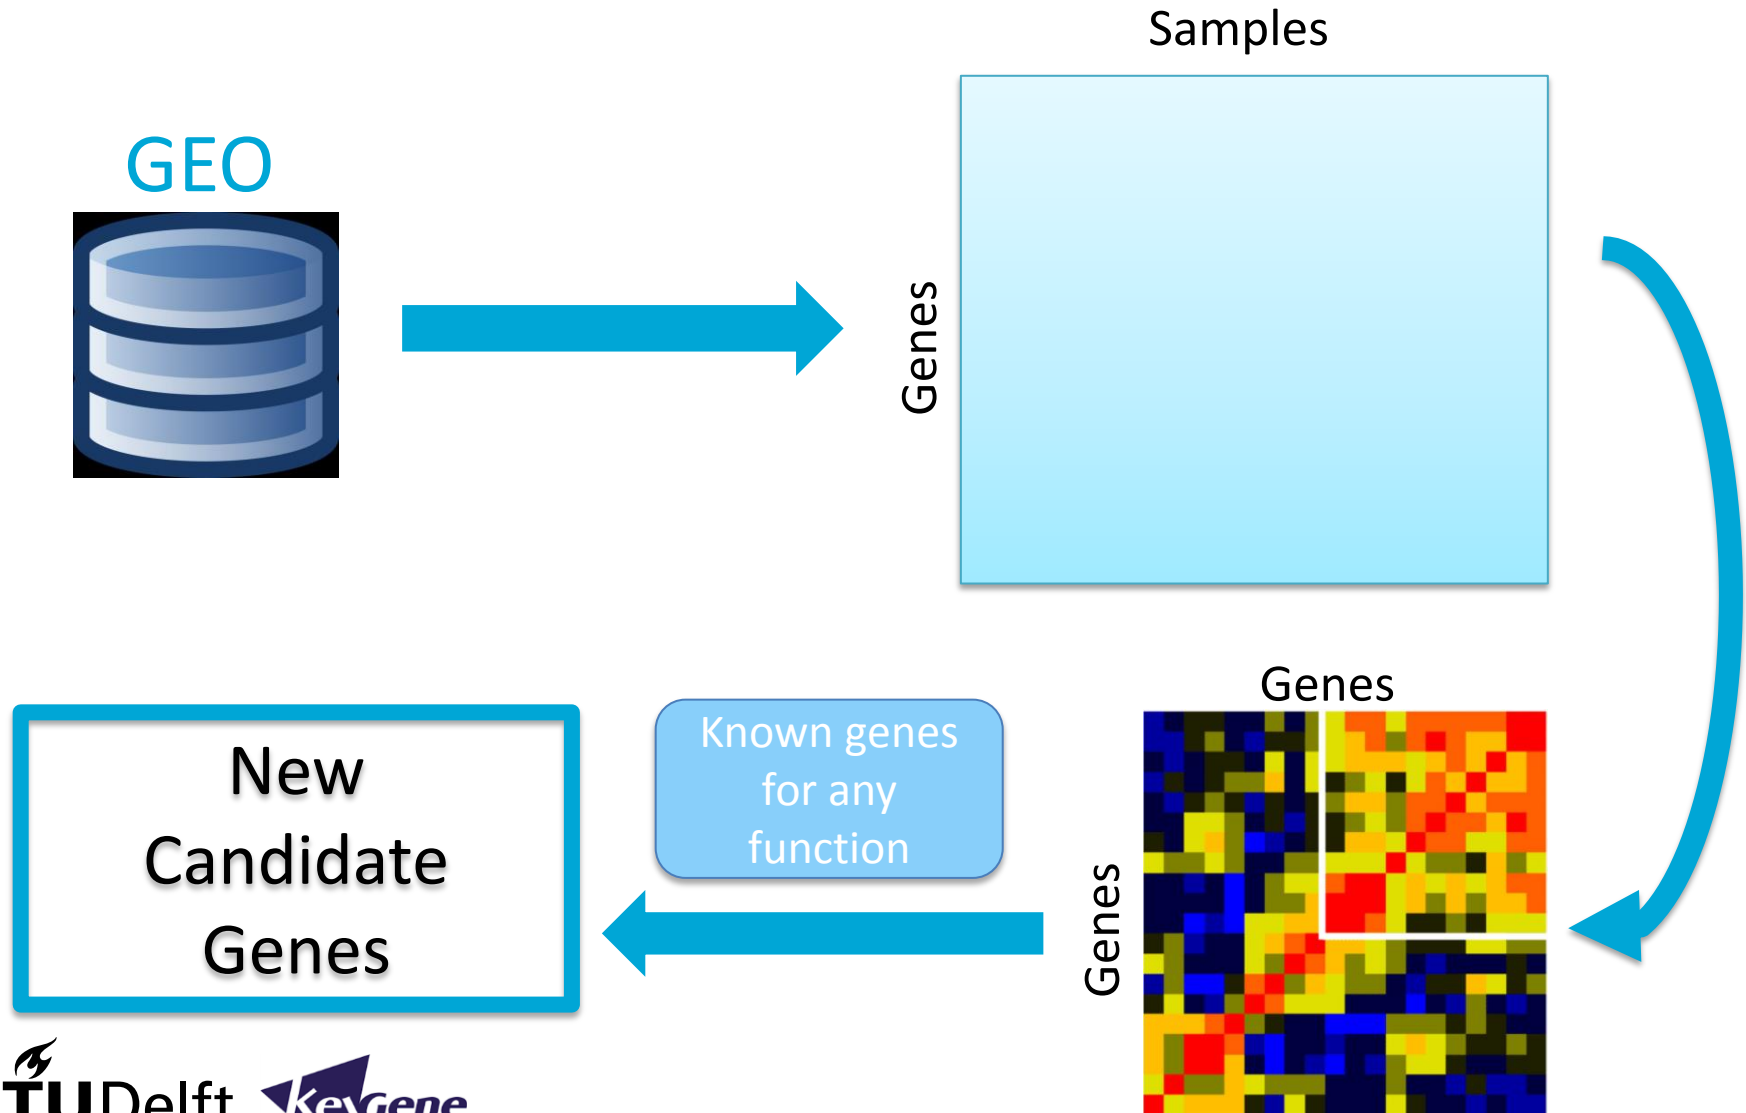 Samples
GEO
Genes
Genes
Known genes
for any
function
New
Candidate
Genes
Genes
TUDelft
KeyGene